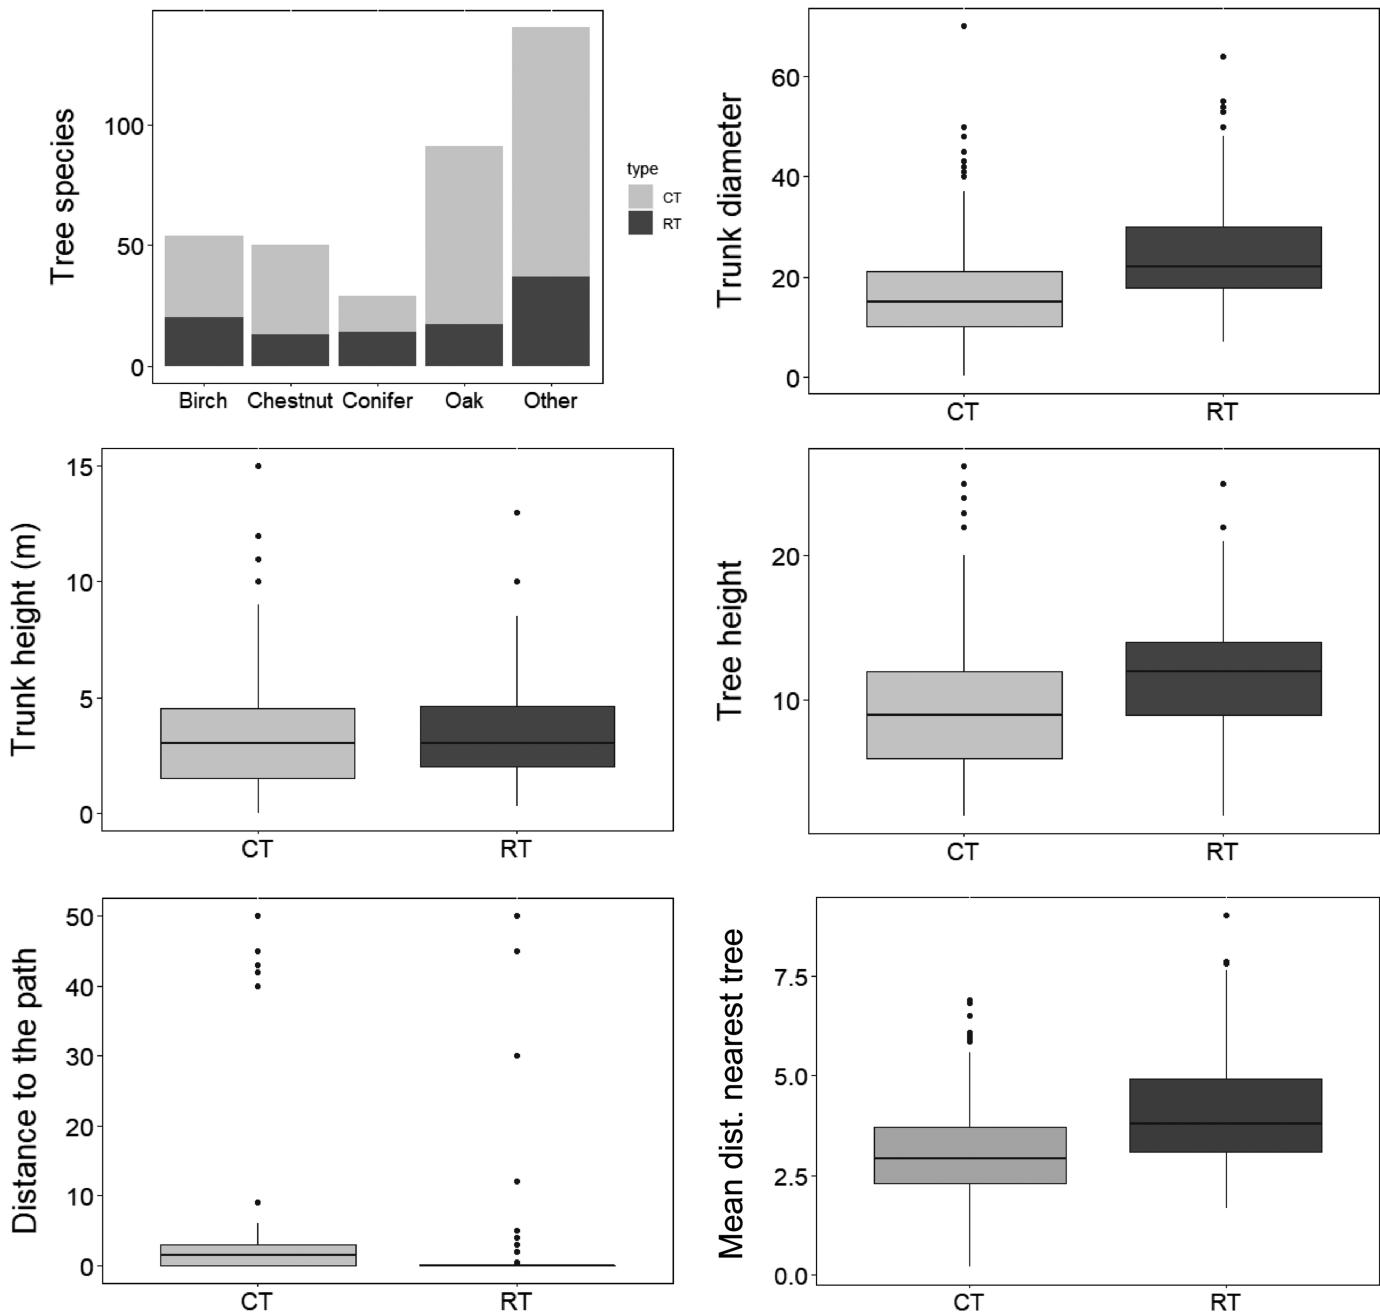 Tree species
100
50
0
Birch Chestnut Conifer Oak Other
type
CT
RT
Trunk diameter
60
40
20
0
CT RT
Trunk height (m)
15
10
5
0
CT RT
Tree height
20
10
CT RT
Distance to the path
50
40
30
20
10
0
CT RT
Mean dist. nearest tree
7.5
5.0
2.5
0.0
CT RT